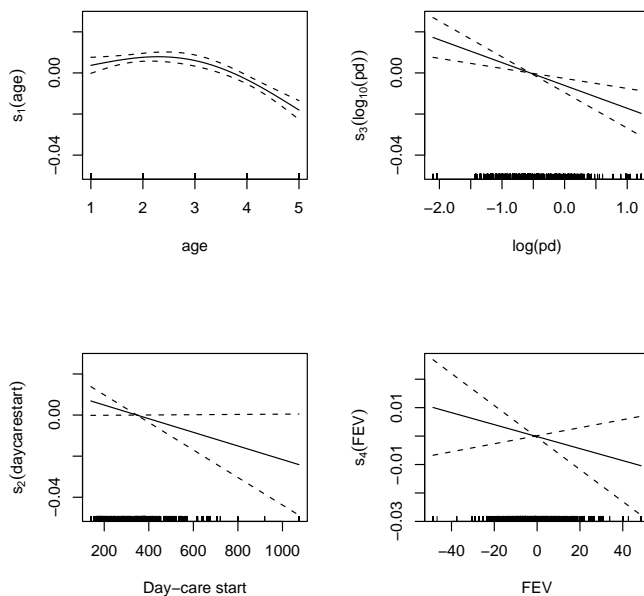 s1(age)
0.00
−0.04
1 2 3 4 5
age
s3(log10(pd))
0.00
−0.04
−2.0 −1.0 0.0 1.0
log(pd)
s2(daycarestart)
0.00
−0.04
200 400 600 800 1000
Day−care start
s4(FEV)
0.01
−0.01
−0.03
−40 −20 0 20 40
FEV